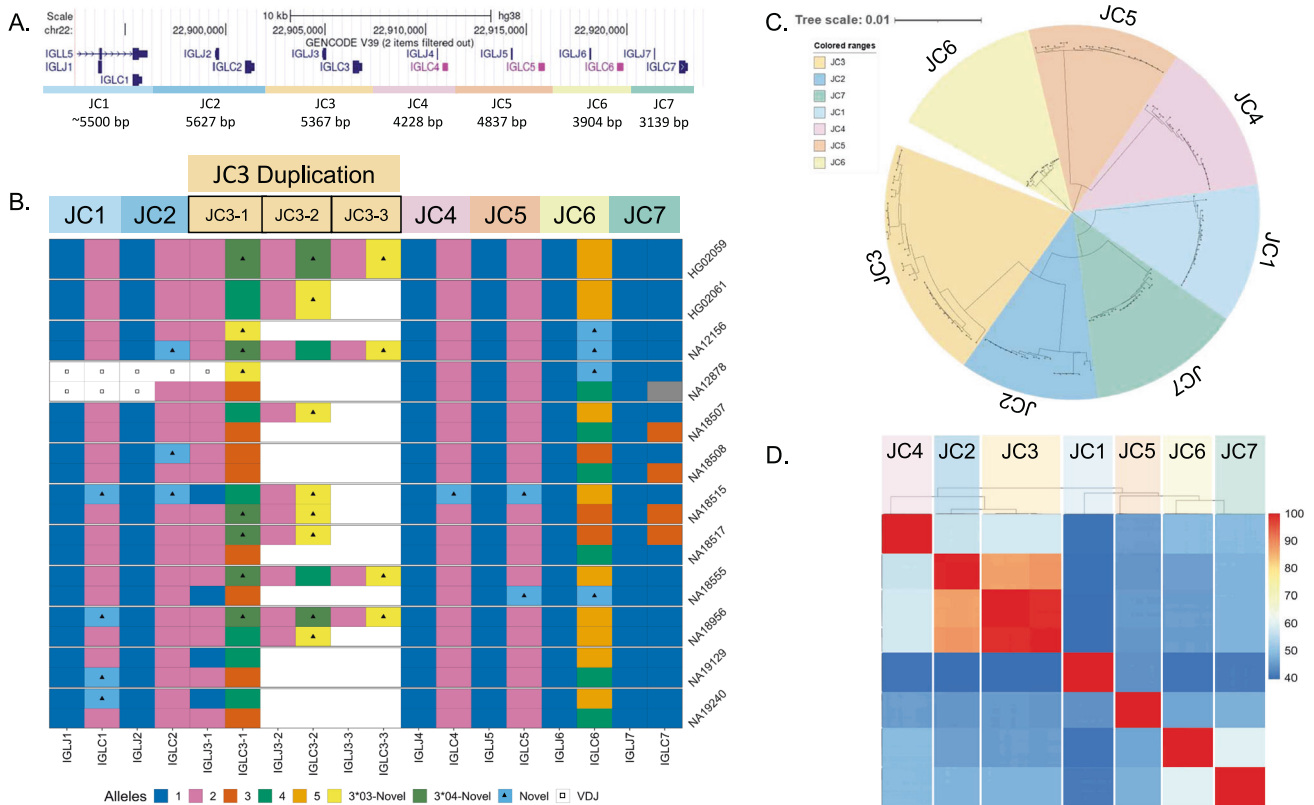 A.
Scale
10 kb
hg38
chr22:
22,900,000
22,905,000
22,910,000
22,915,000
22,920,000
GENCODE V39 (2 items filtered out)
IGLL5 IGLJ2 IGLJ3 IGLJ4 IGLJ5 IGLJ6 IGLJ7
IGLJ1 IGLC2 IGLC3 IGLC4 IGLC5 IGLC6 IGLC7
IGLC1
JC1 JC2 JC3 JC4 JC5 JC6 JC7
~5500 bp 5627 bp 5367 bp 4228 bp 4837 bp 3904 bp 3139 bp
B.
JC3 Duplication
JC1 JC2 JC3-1 JC3-2 JC3-3 JC4 JC5 JC6 JC7
HG02059
HG02061
NA12156
NA12878
NA18507
NA18508
NA18515
NA18517
NA18555
NA18956
NA19129
NA19240
IGLJ1 IGLC1 IGLJ2 IGLC2- IGLJ3-1 IGLC3-1 IGLJ3-2 IGLC3-2 IGLJ3-3 IGLC3-3 IGLJ4 IGLC4- IGLJ5 IGLC5 IGLJ6 IGLC6 IGLJ7 IGLC7-
Alleles 1 2 3 4 5 3*03-Novel 3*04-Novel Novel VDJ
C.
Tree scale: 0.01
Colored ranges
JC3
JC2
JC7
JC1
JC4
JC5
JC6
JC6
JC5
JC4
JC1
JC7
JC2
JC3
D.
JC4 JC2 JC3 JC1 JC5 JC6 JC7
100
90
80
70
60
50
40